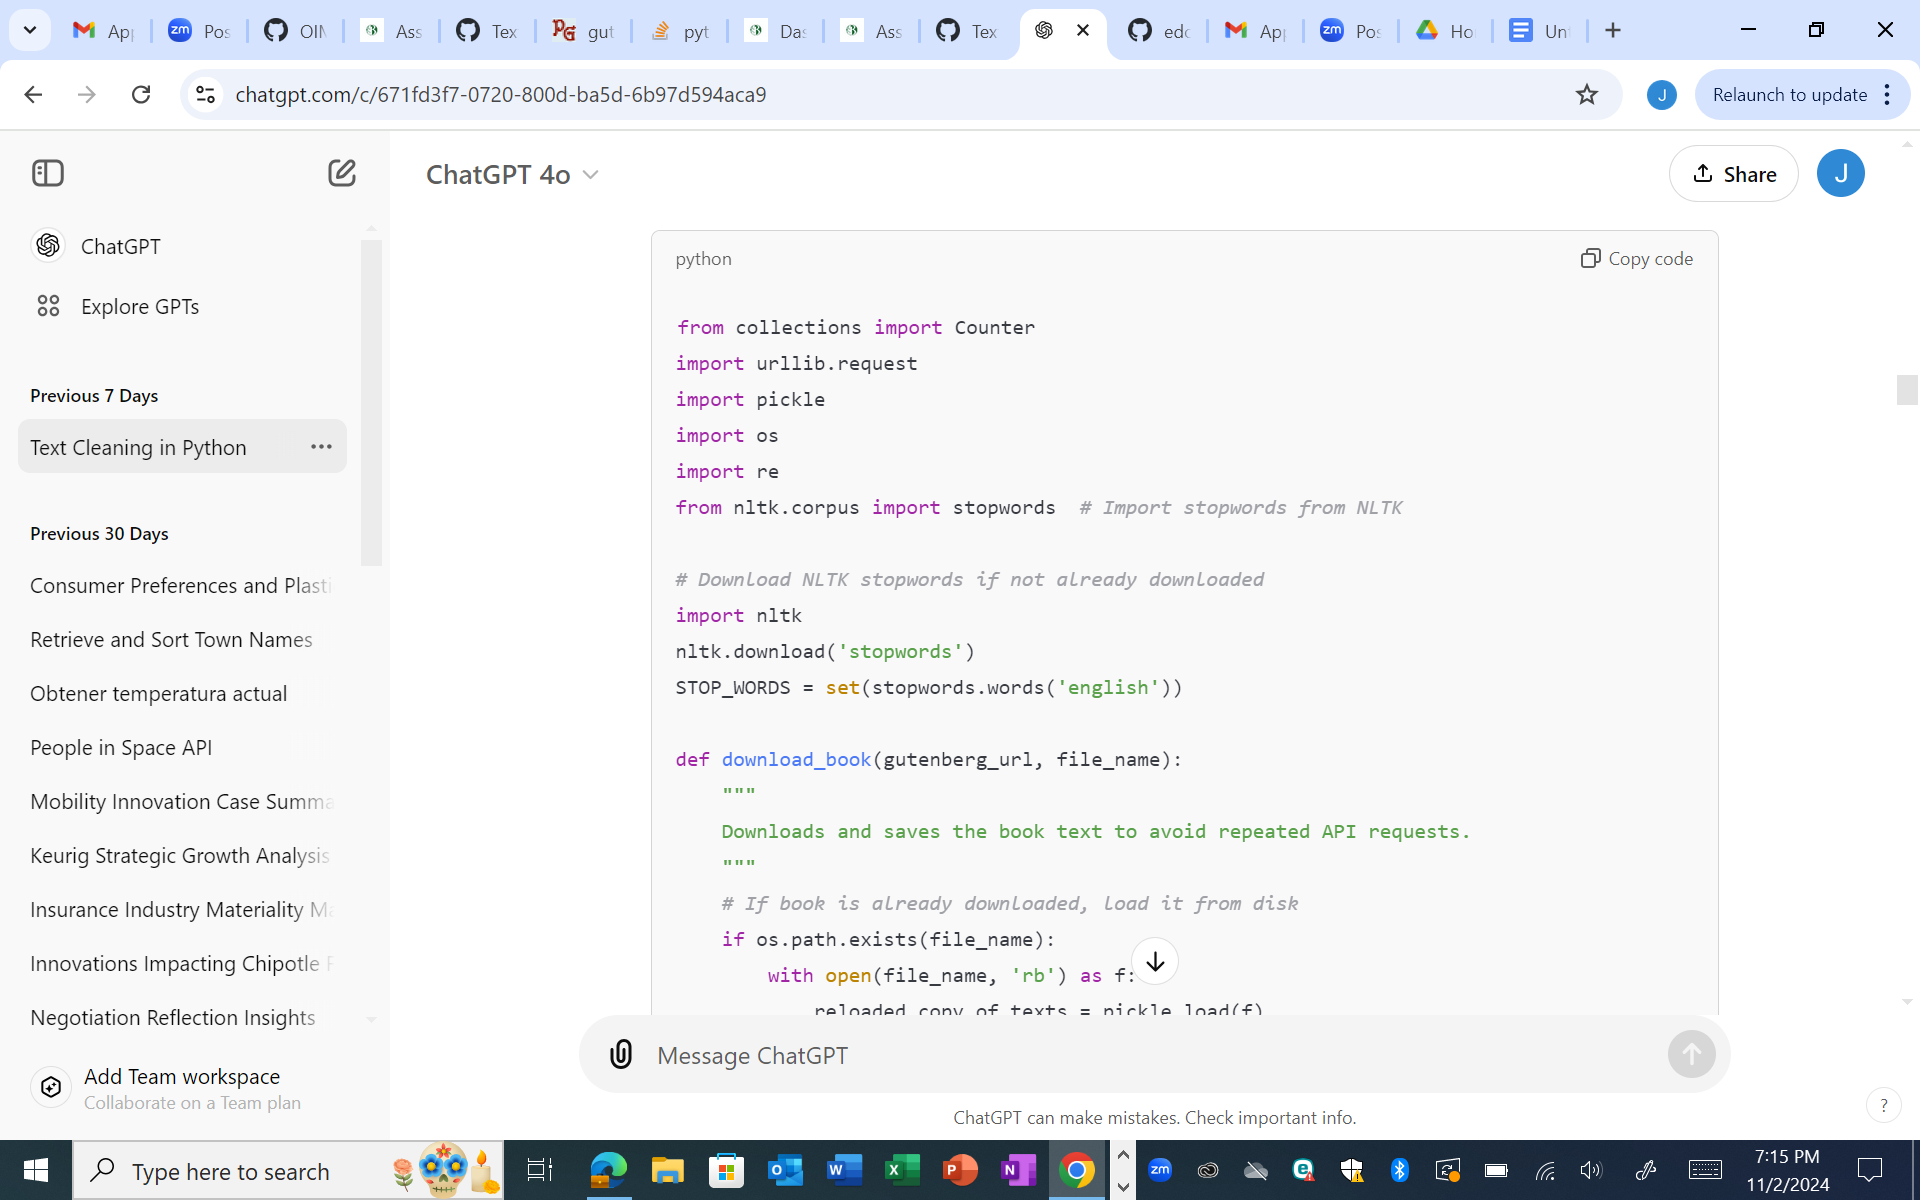 App
Pos
OIM
Ass
Tex
gut
pyt
Das
Ass
Tex
edc
App
Pos
Ho
Unt
chatgpt.com/c/671fd3f7-0720-800d-ba5d-6b97d594aca9
J
Relaunch to update
ChatGPT 4o
Share
J
ChatGPT
Explore GPTs
Previous 7 Days
Text Cleaning in Python
Previous 30 Days
Consumer Preferences and Plasti
Retrieve and Sort Town Names
Obtener temperatura actual
People in Space API
Mobility Innovation Case Summa
Keurig Strategic Growth Analysis
Insurance Industry Materiality Ma
Innovations Impacting Chipotle
Negotiation Reflection Insights
Add Team workspace
Collaborate on a Team plan
python
Copy code
from collections import Counter
import urllib.request
import pickle
import os
import re
from nltk.corpus import stopwords  # Import stopwords from NLTK
# Download NLTK stopwords if not already downloaded
import nltk
nltk.download('stopwords')
STOP_WORDS = set(stopwords.words('english'))
def download_book(gutenberg_url, file_name):
"""
Downloads and saves the book text to avoid repeated API requests.
"""
# If book is already downloaded, load it from disk
if os.path.exists(file_name):
with open(file_name, 'rb') as f:
reloaded_copy_of_texts = pickle.load(f)
Message ChatGPT
ChatGPT can make mistakes. Check important info.
?
Type here to search
7:15 PM
11/2/2024